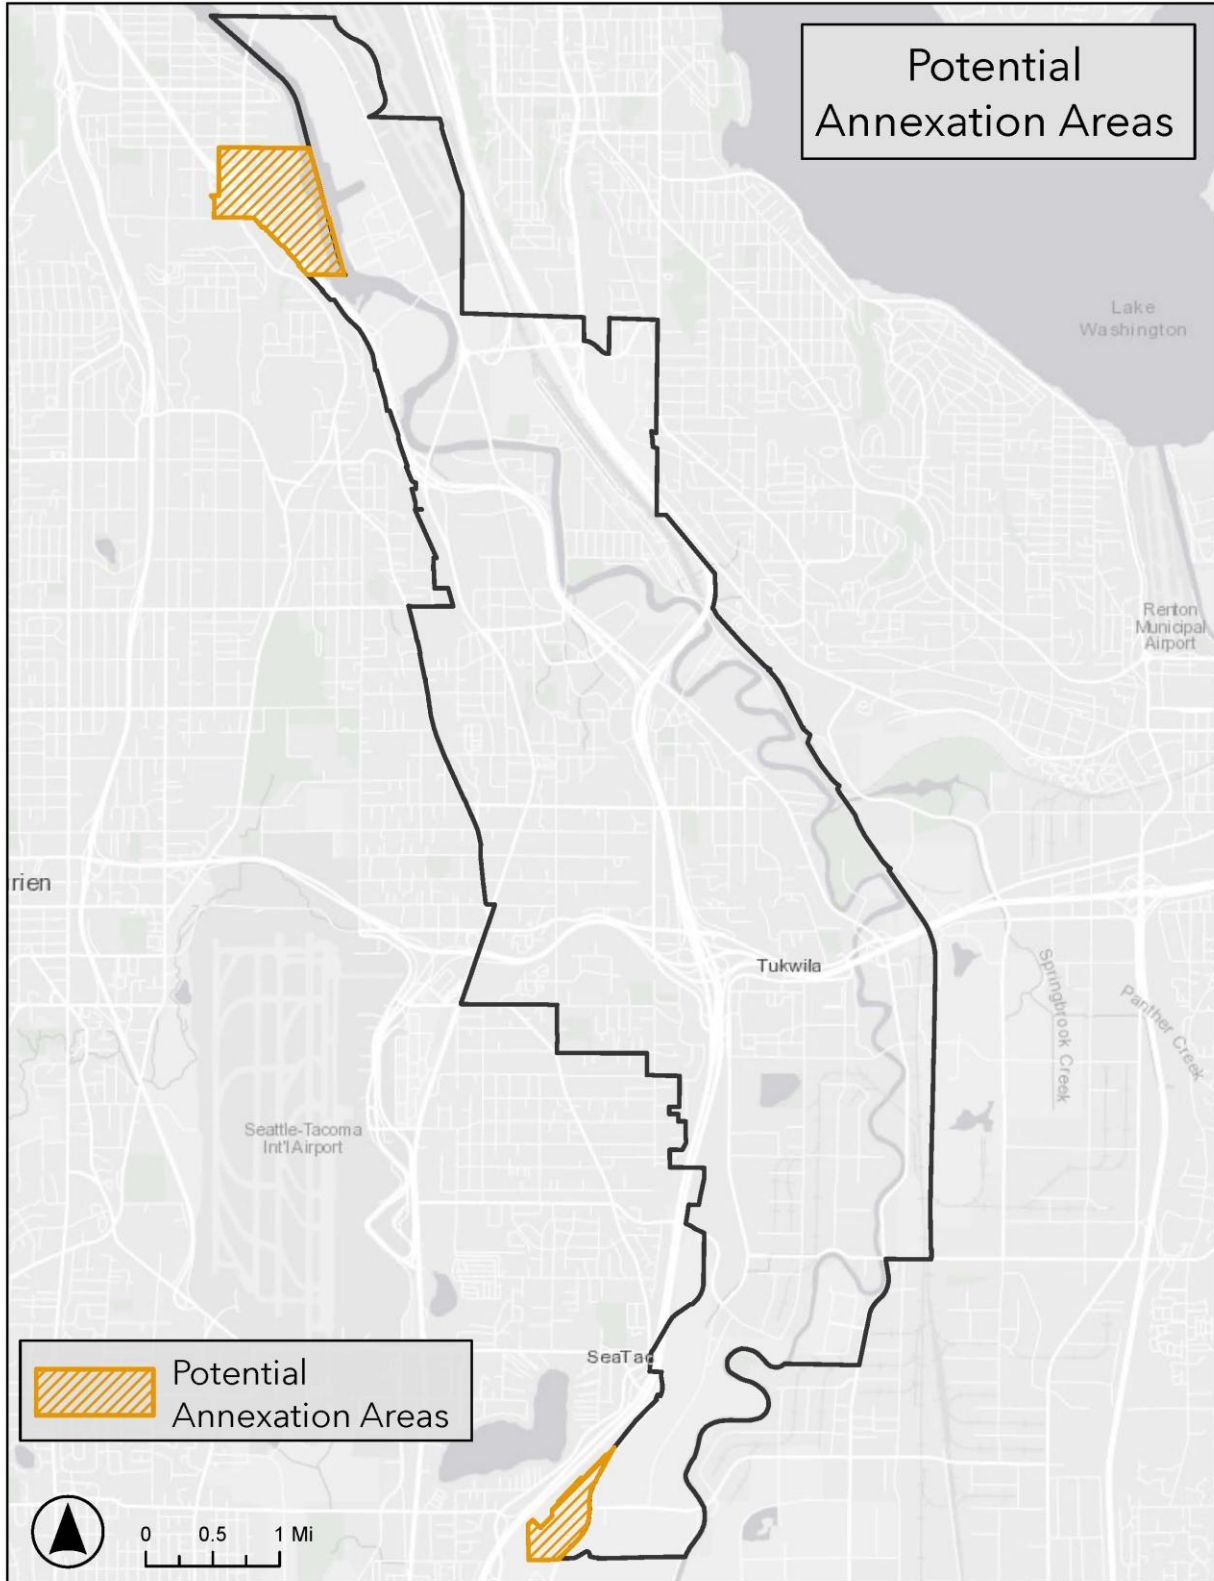 Potential
Annexation Areas
Lake
Washington
Renton
Municipal
Airport
rien
Tukwila
Springbrook Creek
Panther Creek
Seattle-Tacoma
Int'l Airport
SeaTac
Potential
Annexation Areas
0 0.5 1 Mi